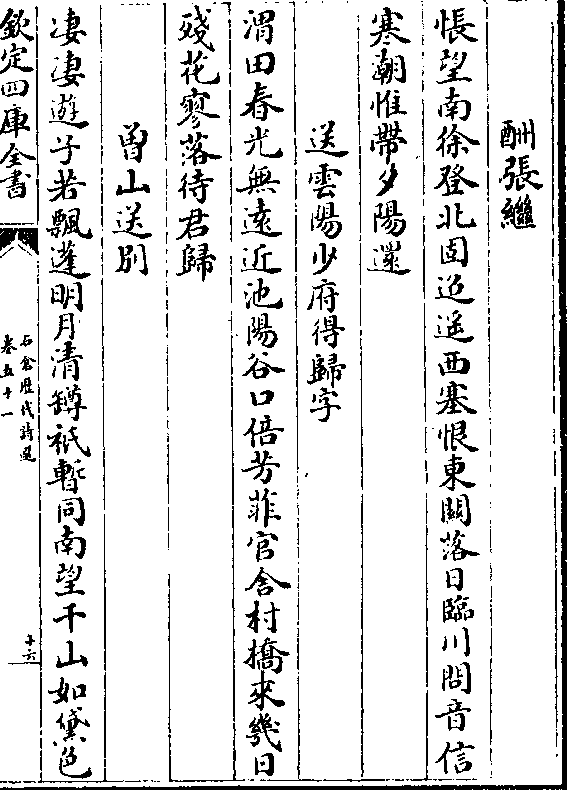 酬張繼
悵望南徐登北固迢遥西塞恨東闗落日臨川問音信
寒潮惟帶夕陽還
送雲陽少府得歸字
渭田春光無遠近池陽谷口倍芳菲官舍村橋來幾日
殘花寥落待君歸
曽山送别
凄凄遊子若飄蓬明月清罇祇暫同南望千山如黛色
欽定四庫全書
石倉歴代詩選
卷五十一
十六